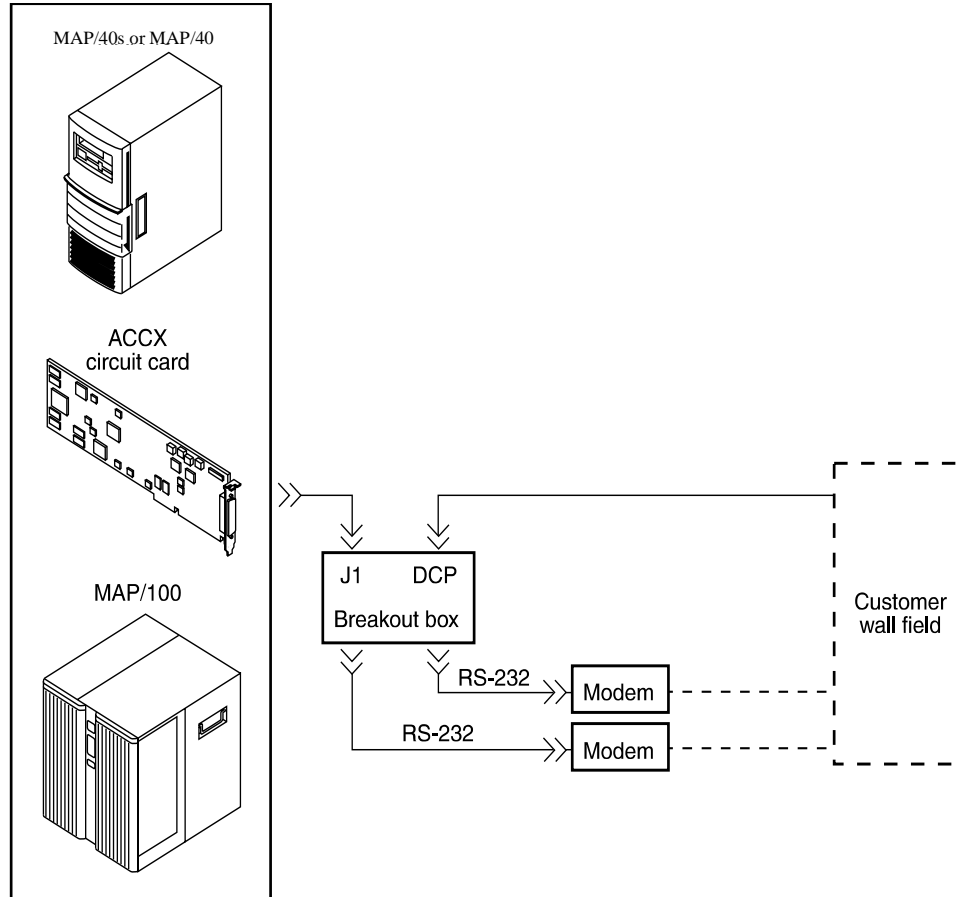 MAP/40s or MAP/40
ACCX
circuit card
MAP/100
J1 DCP
Breakout box
RS-232
Modem
RS-232
Modem
Customer
wall field